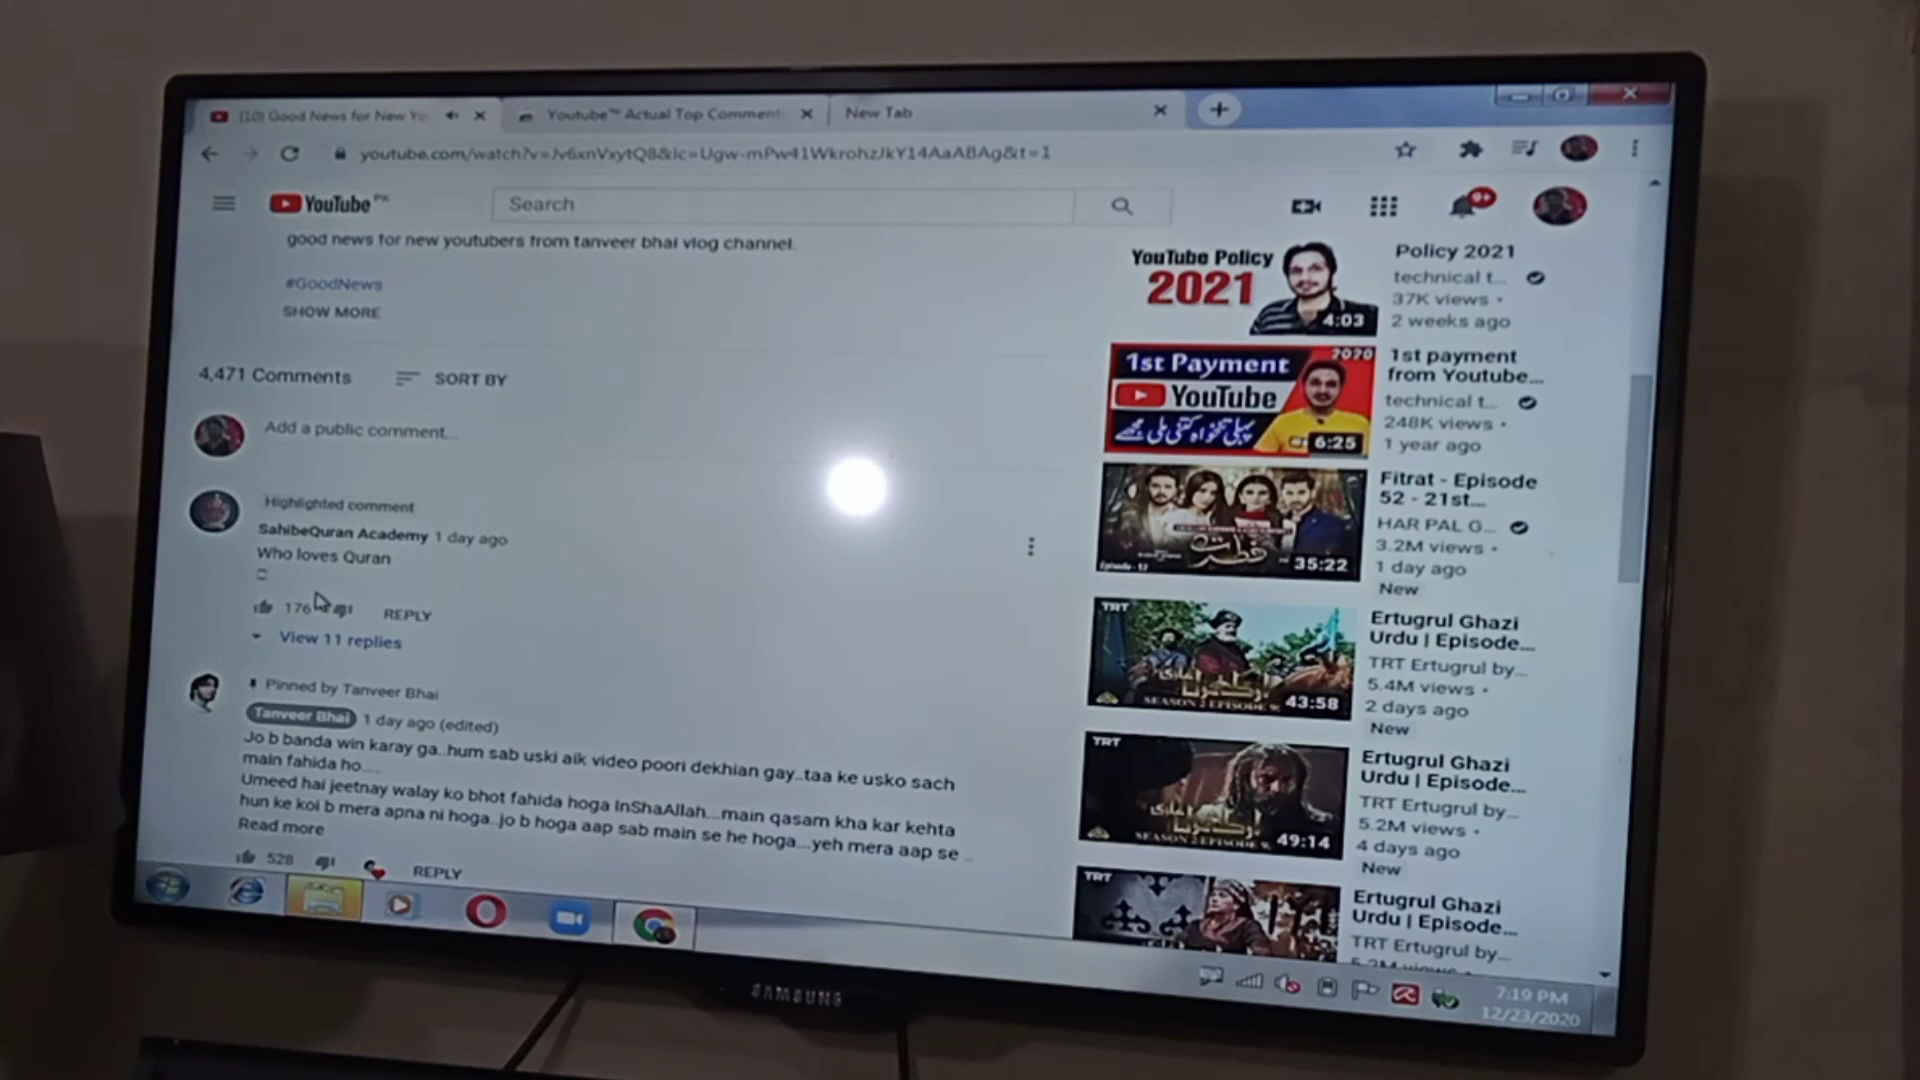 (10) Good News for New Yo
Youtube™ Actual Top Comment
New Tab
youtube.com/watch?v=Jv6xnVxytQ8&lc=Ugw-mPw41WkrohzJkY14AaABAg&t=1
YouTube PK
Search
9+
good news for new youtubers from tanveer bhai vlog channel.
#GoodNews
SHOW MORE
4,471 Comments
SORT BY
Add a public comment...
Highlighted comment
SahibeQuran Academy 1 day ago
Who loves Quran
176
REPLY
View 11 replies
Pinned by Tanveer Bhai
Tanveer Bhai 1 day ago (edited)
Jo b banda win karay ga..hum sab uski aik video poori dekhian gay..taa ke usko sach
main fahida ho....
Umeed hai jeetnay walay ko bhot fahida hoga InShaAllah...main qasam kha kar kehta
hun ke koi b mera apna ni hoga..jo b hoga aap sab main se he hoga...yeh mera aap se ..
Read more
528
REPLY
YouTube Policy
2021
4:03
Policy 2021
technical t...
37K views •
2 weeks ago
1st Payment
2020
YouTube
پہلی تنخواہ کتنی ملی مجھے
6:25
1st payment
from Youtube...
technical t...
248K views •
1 year ago
فطرت
Episode - 52
35:22
Fitrat - Episode
52 - 21st...
HAR PAL G...
3.2M views •
1 day ago
New
TRT
SEASON 2 EPISODE
43:58
Ertugrul Ghazi
Urdu | Episode...
TRT Ertugrul by...
5.4M views •
2 days ago
New
TRT
SEASON 2 EPISODE
49:14
Ertugrul Ghazi
Urdu | Episode...
TRT Ertugrul by...
5.2M views •
4 days ago
New
TRT
Ertugrul Ghazi
Urdu | Episode...
TRT Ertugrul by...
7:19 PM
12/23/2020
SAMSUNG